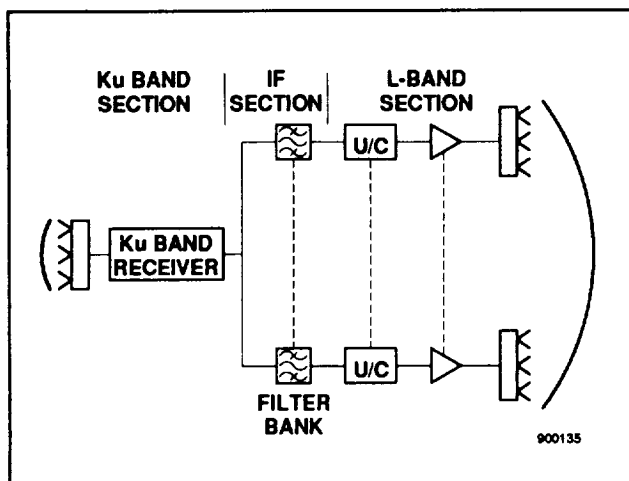 Ku BAND
SECTION
IF
SECTION
L-BAND
SECTION
U/C
Ku BAND
RECEIVER
U/C
FILTER
BANK
900135